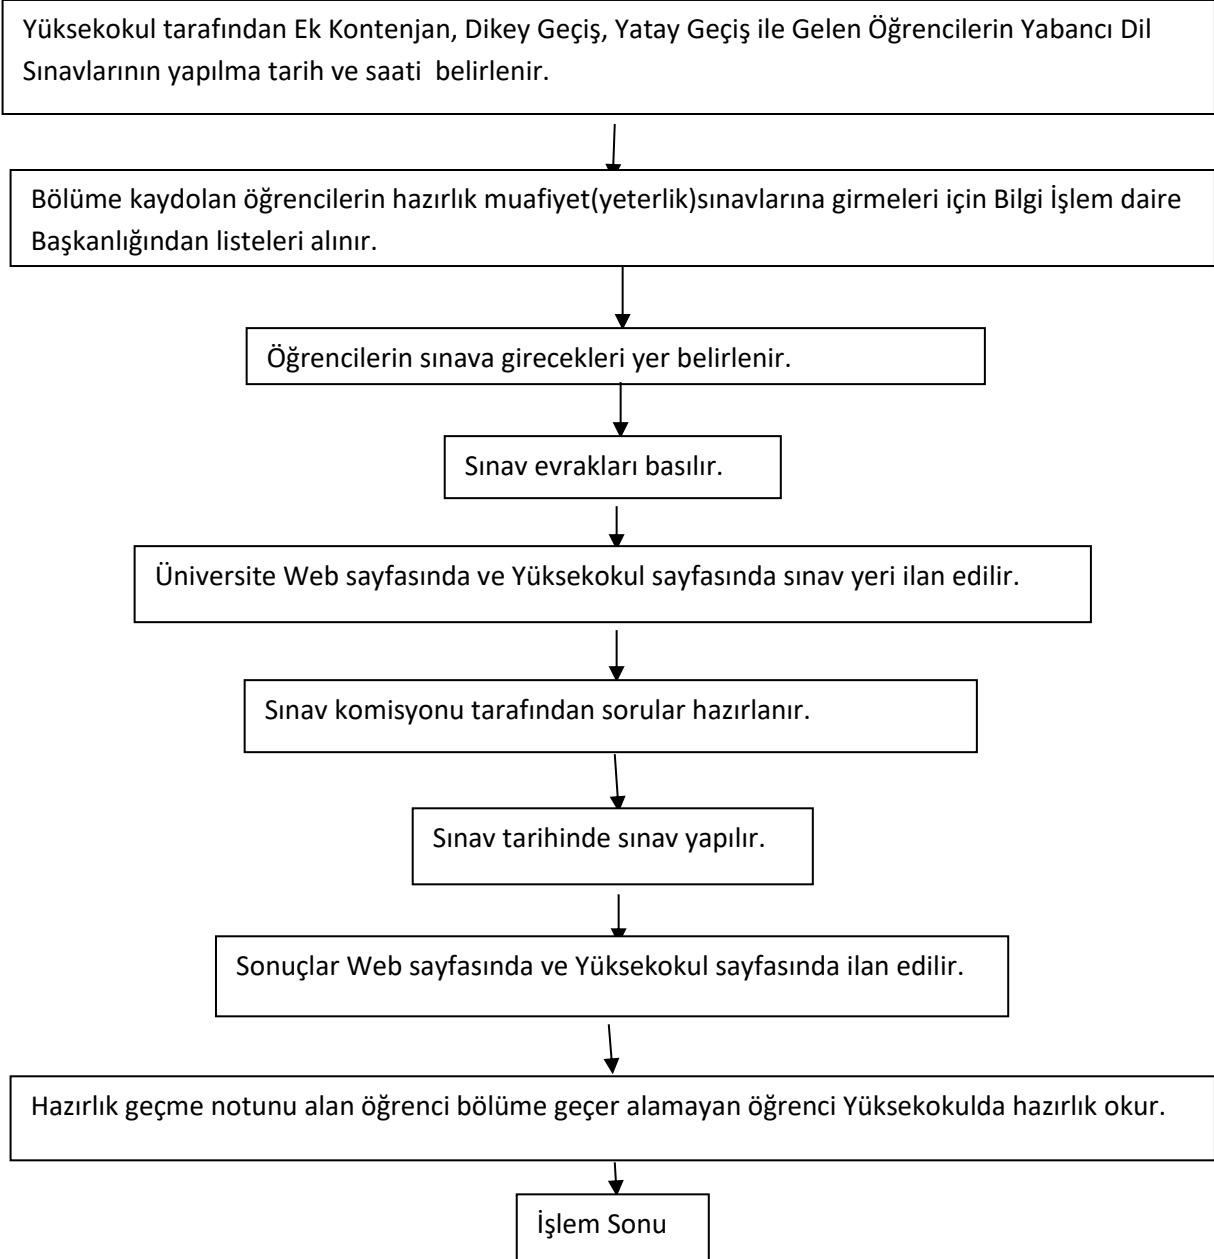 Yüksekokul tarafından Ek Kontenjan, Dikey Geçiş, Yatay Geçiş ile Gelen Öğrencilerin Yabancı Dil
Sınavlarının yapılma tarih ve saati  belirlenir.
Bölüme kaydolan öğrencilerin hazırlık muafiyet(yeterlik)sınavlarına girmeleri için Bilgi İşlem daire
Başkanlığından listeleri alınır.
Öğrencilerin sınava girecekleri yer belirlenir.
Sınav evrakları basılır.
Üniversite Web sayfasında ve Yüksekokul sayfasında sınav yeri ilan edilir.
Sınav komisyonu tarafından sorular hazırlanır.
Sınav tarihinde sınav yapılır.
Sonuçlar Web sayfasında ve Yüksekokul sayfasında ilan edilir.
Hazırlık geçme notunu alan öğrenci bölüme geçer alamayan öğrenci Yüksekokulda hazırlık okur.
İşlem Sonu